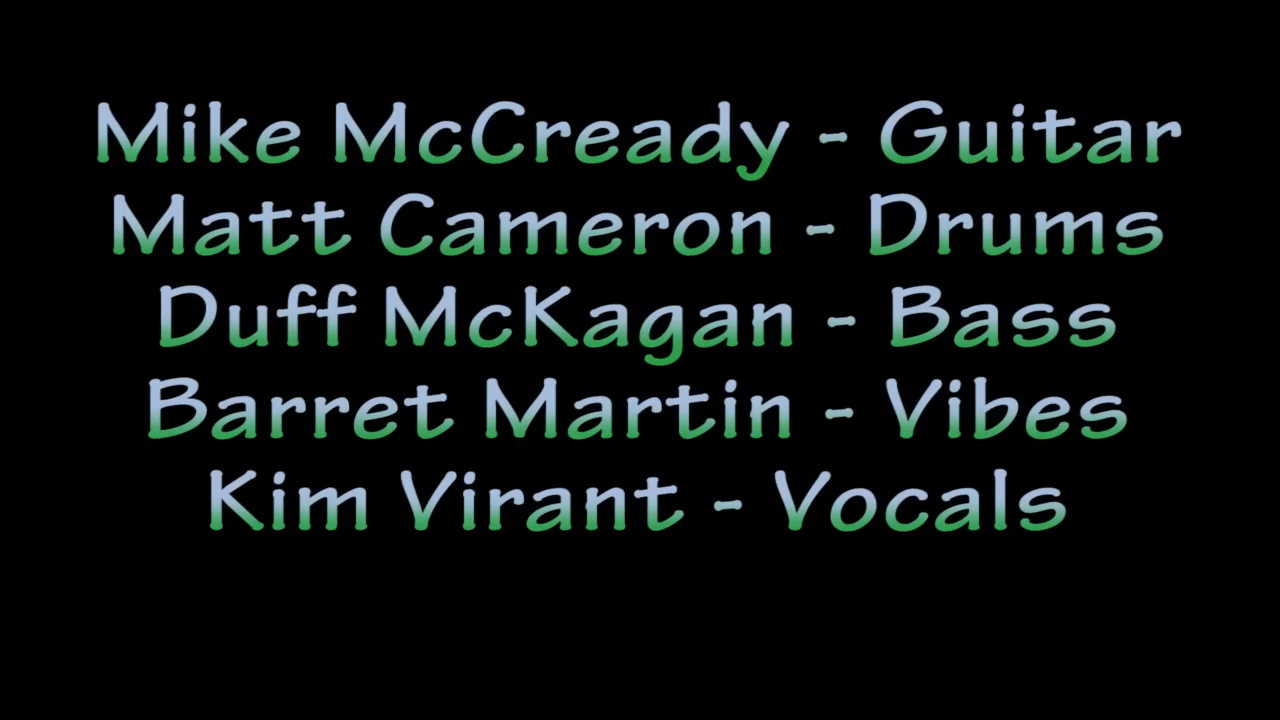 Mike McCready - Guitar
Matt Cameron - Drums
Duff McKagan - Bass
Barret Martin - Vibes
Kim Virant - Vocals